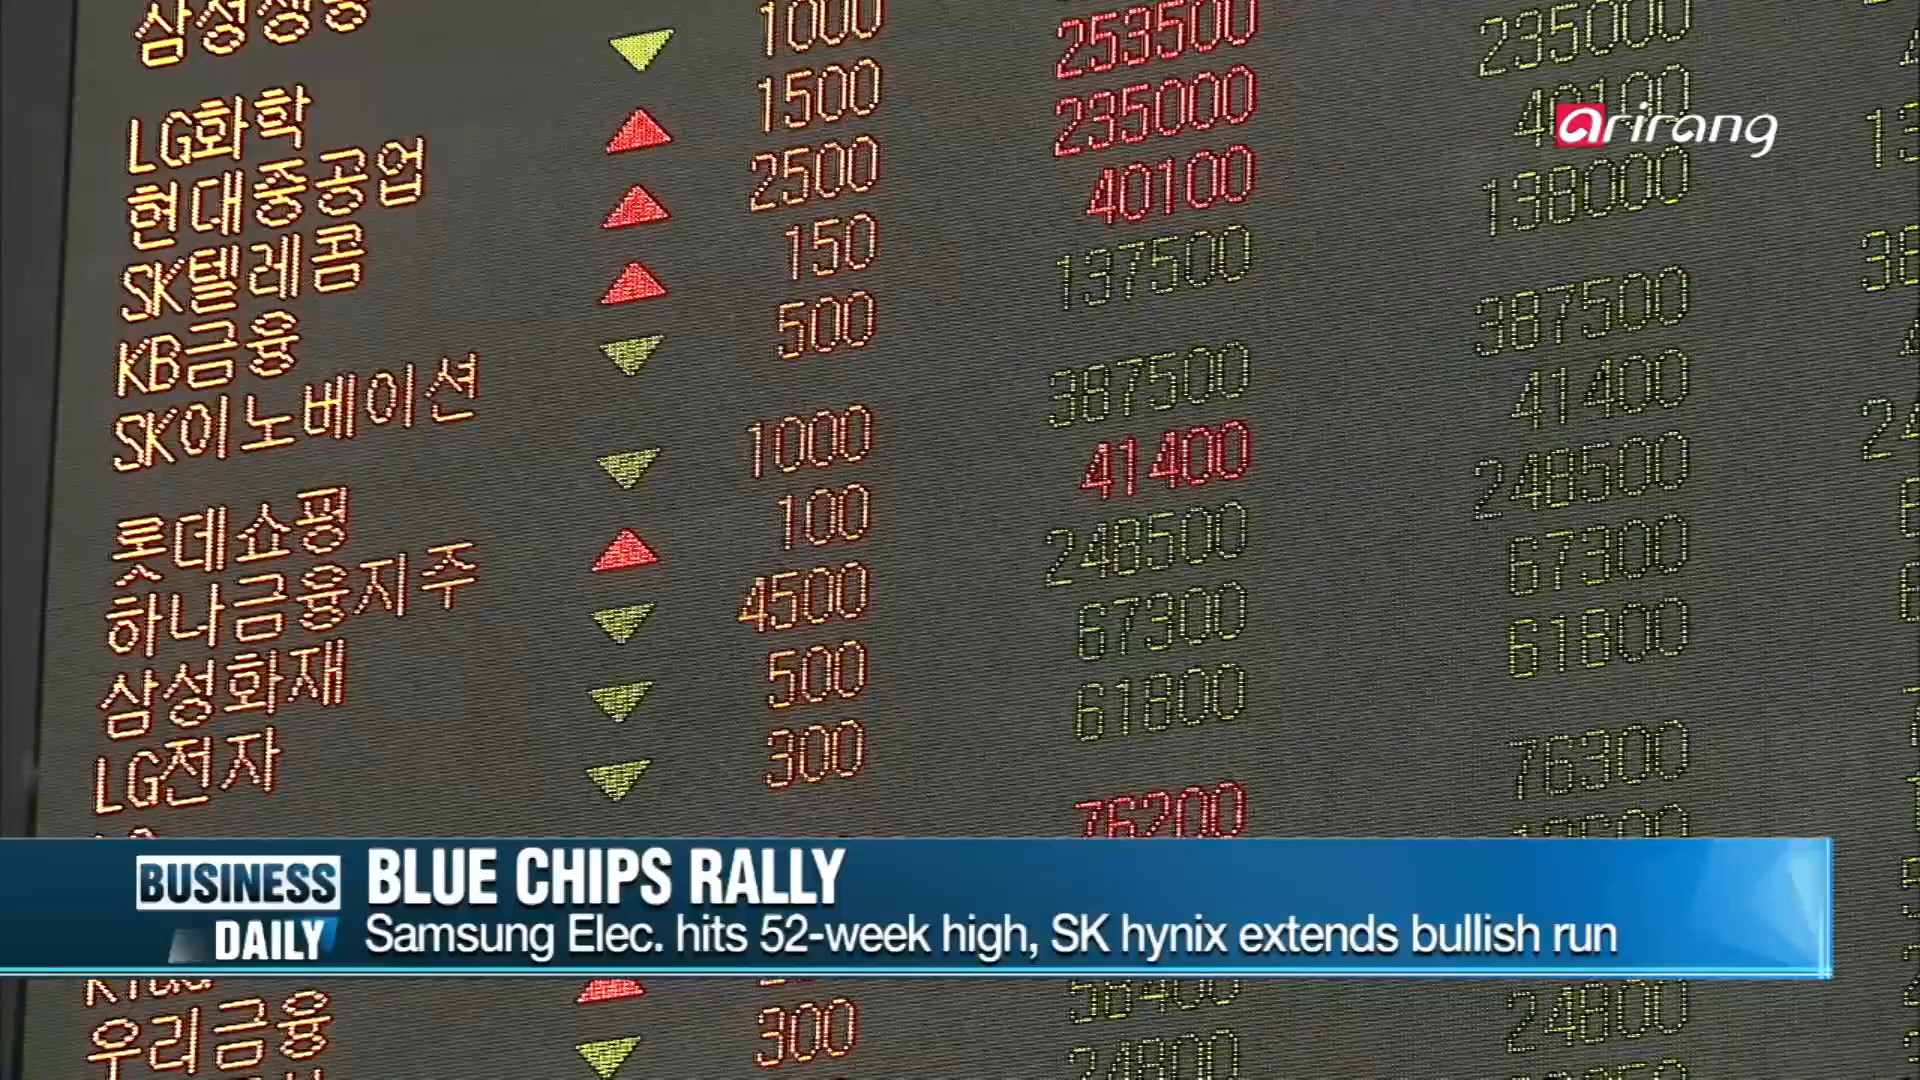 삼성생명 1000 253500 235000
LG화학 1500 235000 40100
현대중공업 2500 40100 138000
SK텔레콤 150 137500
KB금융 500 387500 387500
SK이노베이션 1000 41400 41400
롯데쇼핑 100 248500 248500
하나금융지주 4500 67300 67300
삼성화재 500 61800 61800
LG전자 300 76200 76300
arirang
BUSINESS DAILY
BLUE CHIPS RALLY
Samsung Elec. hits 52-week high, SK hynix extends bullish run
우리금융 300 24800 24800